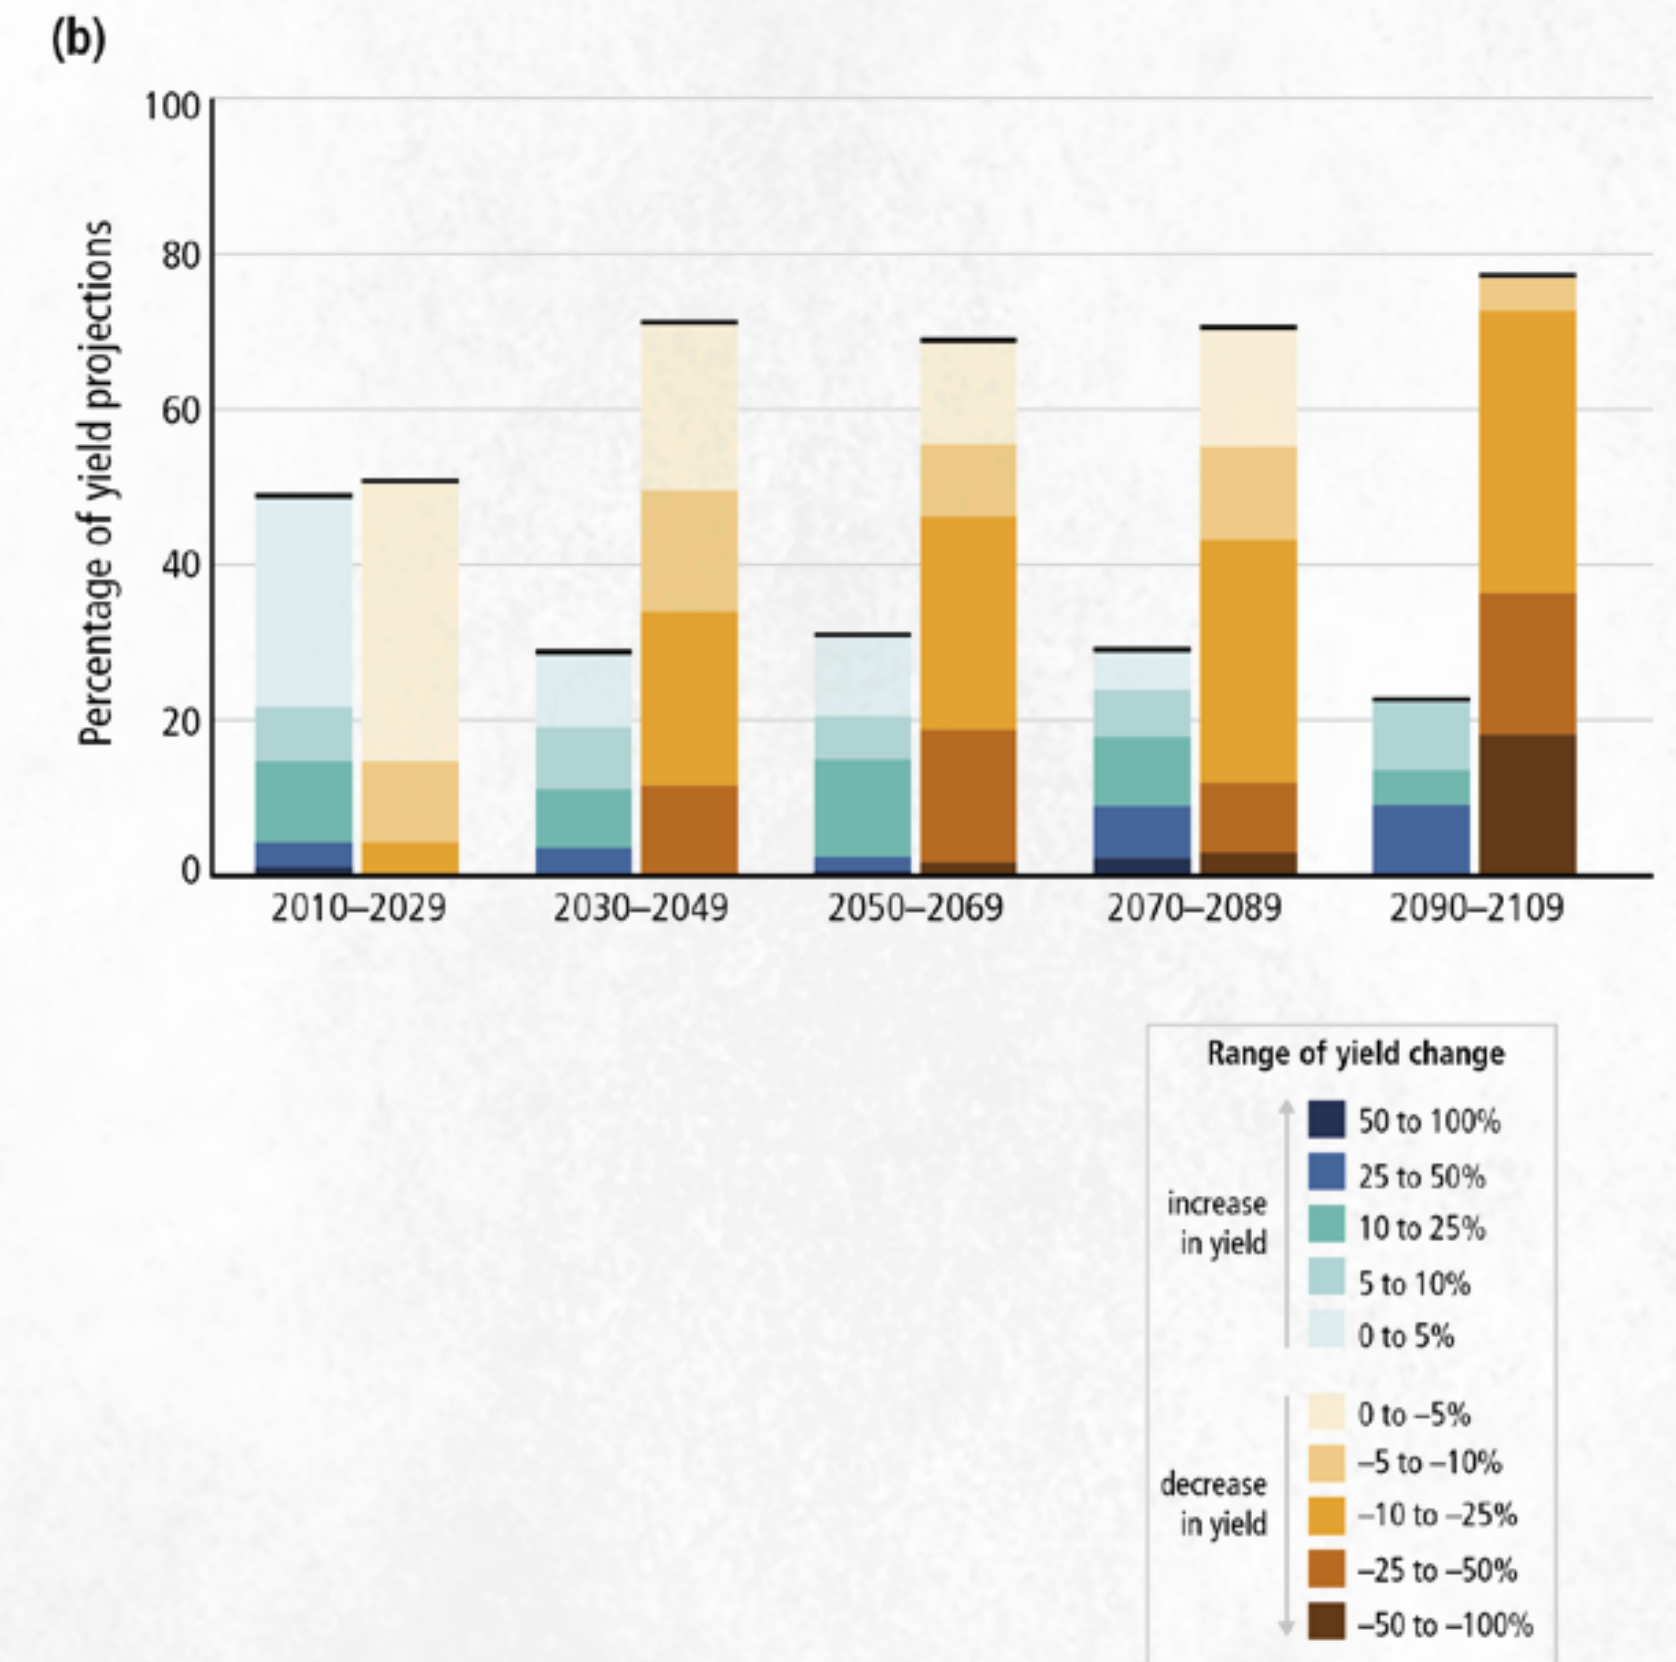 (b)
Percentage of yield projections
100
80
60
40
20
0
2010–2029 2030–2049 2050–2069 2070–2089 2090–2109
Range of yield change
increase
in yield
50 to 100%
25 to 50%
10 to 25%
5 to 10%
0 to 5%
decrease
in yield
0 to –5%
–5 to –10%
–10 to –25%
–25 to –50%
–50 to –100%